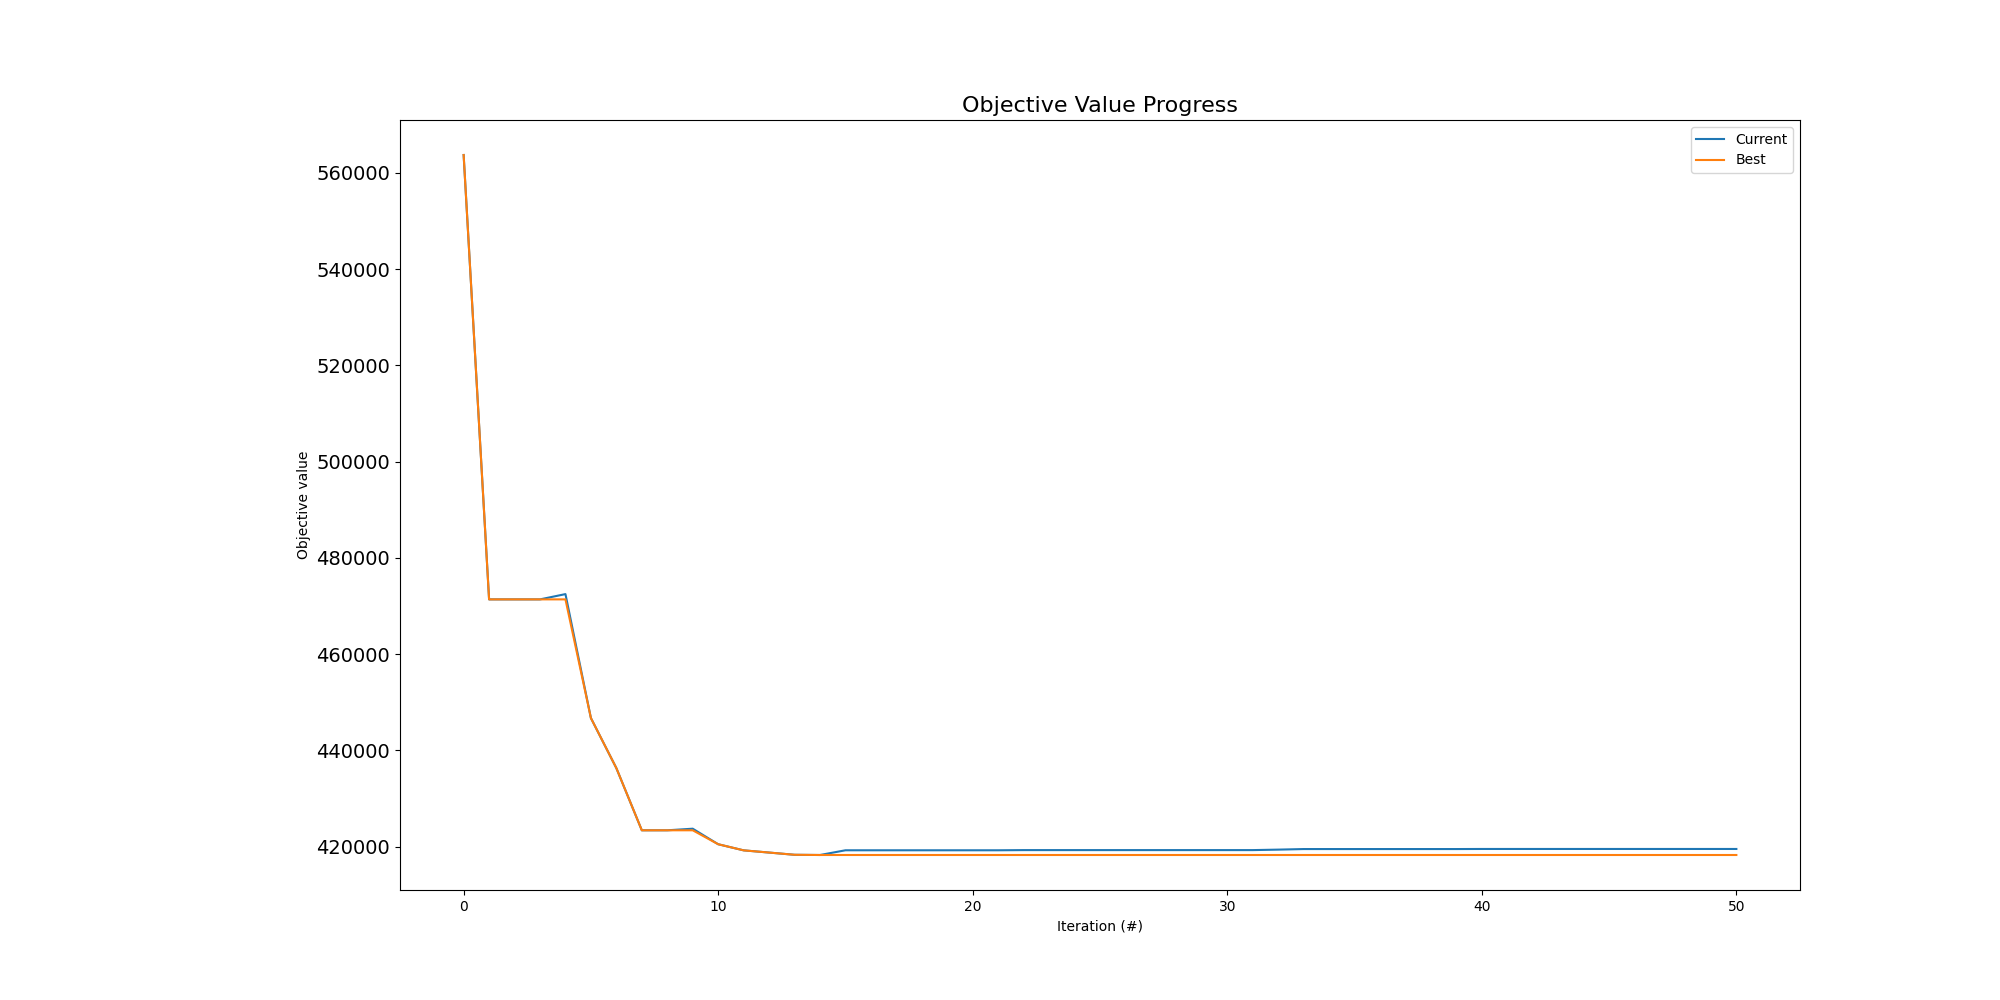 Objective Value Progress
Current
Best
560000
540000
520000
500000
480000
460000
440000
420000
Objective value
0 10 20 30 40 50
Iteration (#)